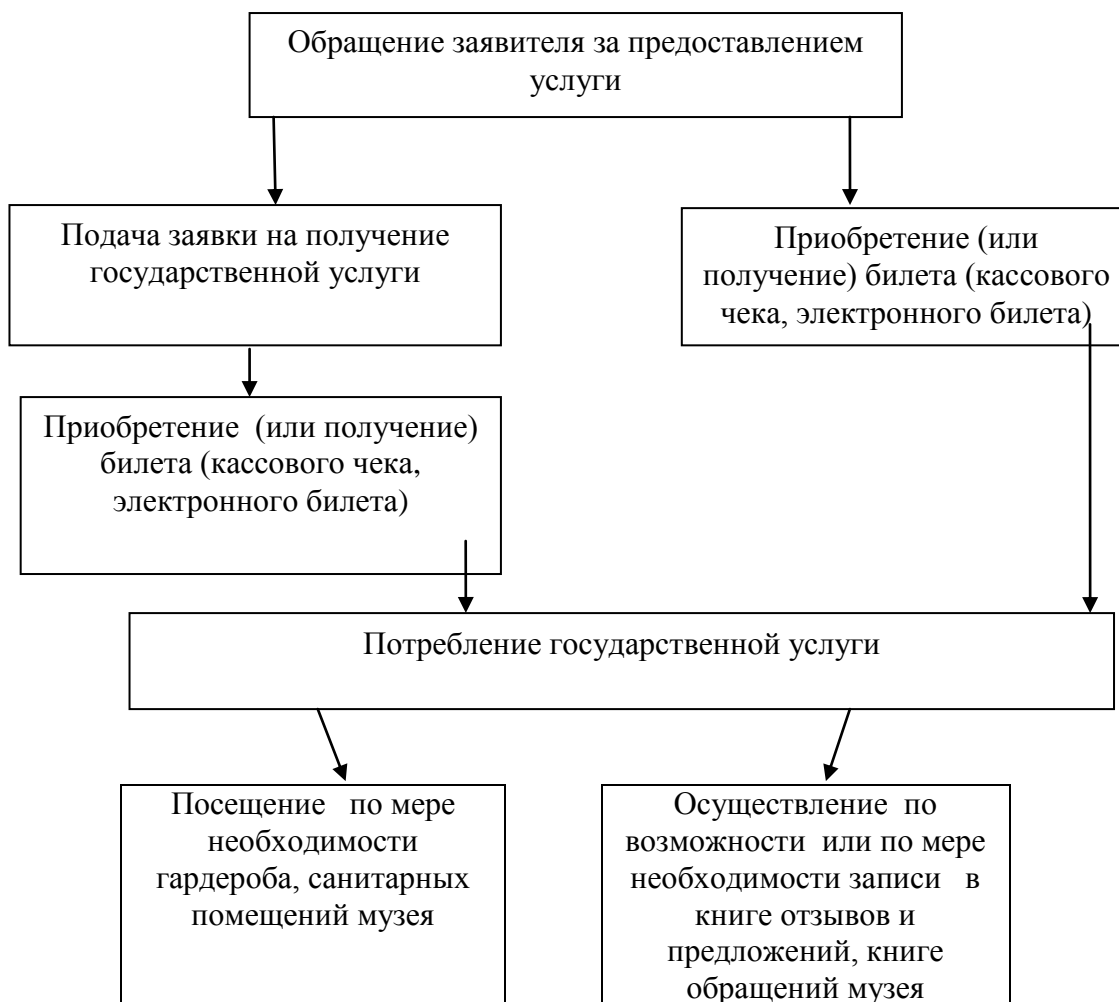 Обращение заявителя за предоставлением
услуги
Подача заявки на получение
государственной услуги
Приобретение (или
получение) билета (кассового
чека, электронного билета)
Приобретение (или получение)
билета (кассового чека,
электронного билета)
Потребление государственной услуги
Посещение по мере
необходимости
гардероба, санитарных
помещений музея
Осуществление по
возможности или по мере
необходимости записи в
книге отзывов и
предложений, книге
обращений музея